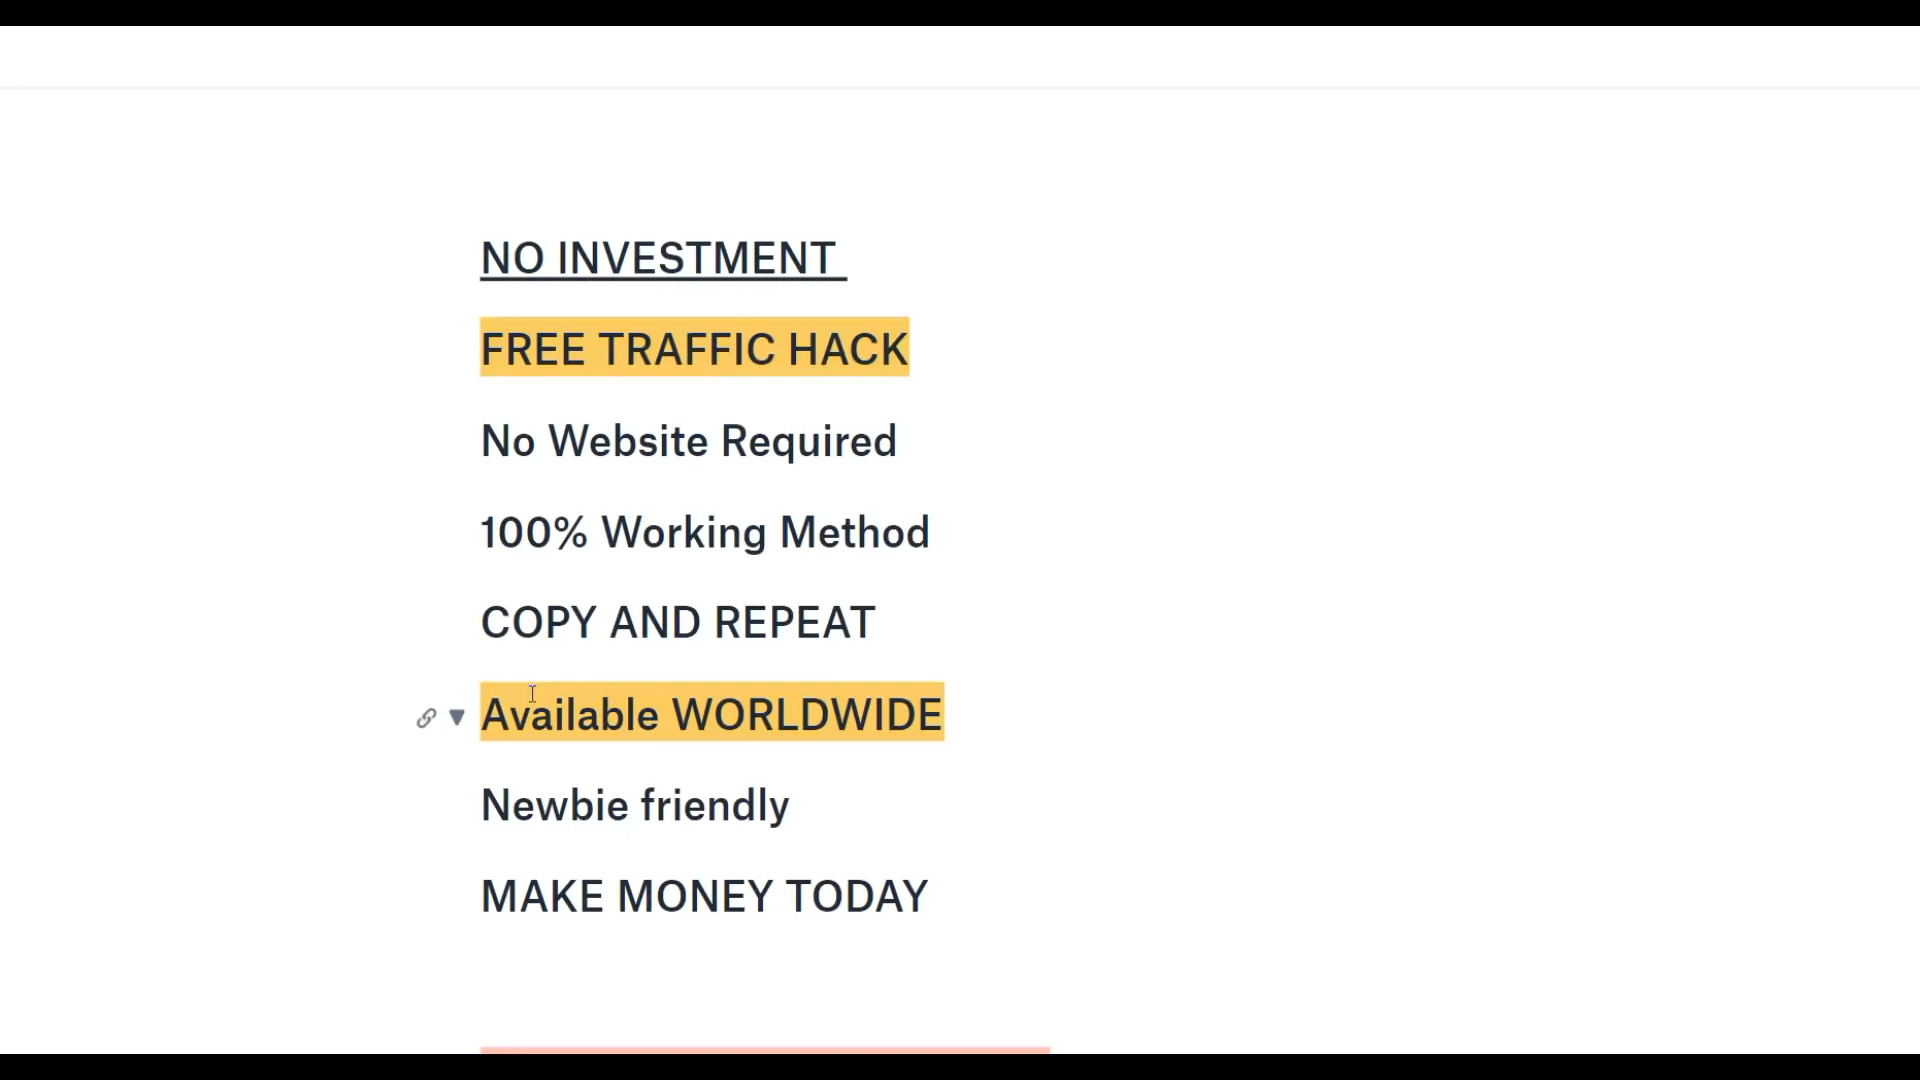 NO INVESTMENT
FREE TRAFFIC HACK
No Website Required
100% Working Method
COPY AND REPEAT
Available WORLDWIDE
Newbie friendly
MAKE MONEY TODAY